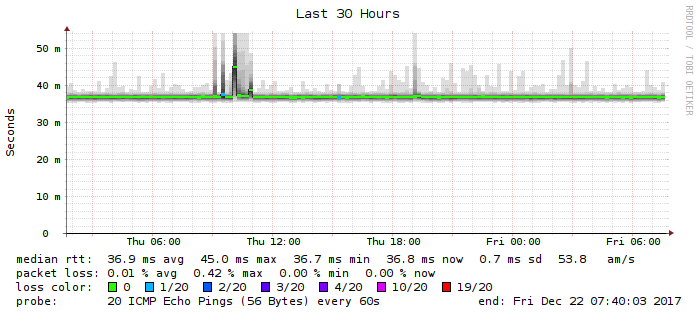 Last 30 Hours
RRDTOOL / TOBI OETIKER
Seconds
50 m
40 m
30 m
20 m
10 m
0
Thu 06:00 Thu 12:00 Thu 18:00 Fri 00:00 Fri 06:00
median rtt: 36.9 ms avg 45.0 ms max 36.7 ms min 36.8 ms now 0.7 ms sd 53.8 am/s
packet loss: 0.01 % avg 0.42 % max 0.00 % min 0.00 % now
loss color: 0 1/20 2/20 3/20 4/20 10/20 19/20
probe: 20 ICMP Echo Pings (56 Bytes) every 60s end: Fri Dec 22 07:40:03 2017